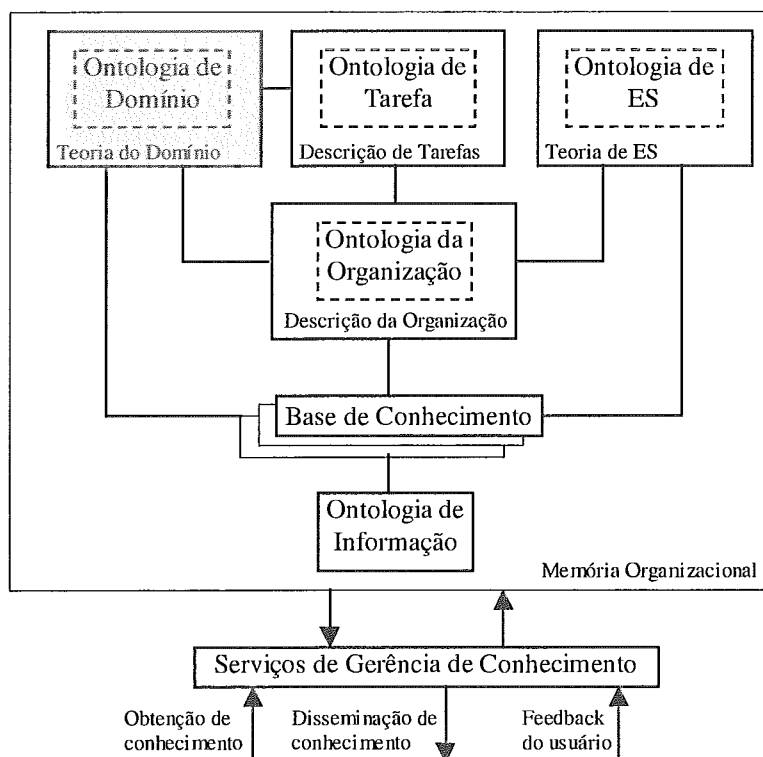 Ontologia de
Domínio
Teoria do Domínio
Ontologia de
Tarefa
Descrição de Tarefas
Ontologia de
ES
Teoria de ES
Ontologia da
Organização
Descrição da Organização
Base de Conhecimento
Ontologia de
Informação
Memória Organizacional
Serviços de Gerência de Conhecimento
Obtenção de
conhecimento
Disseminação de
conhecimento
Feedback
do usuário